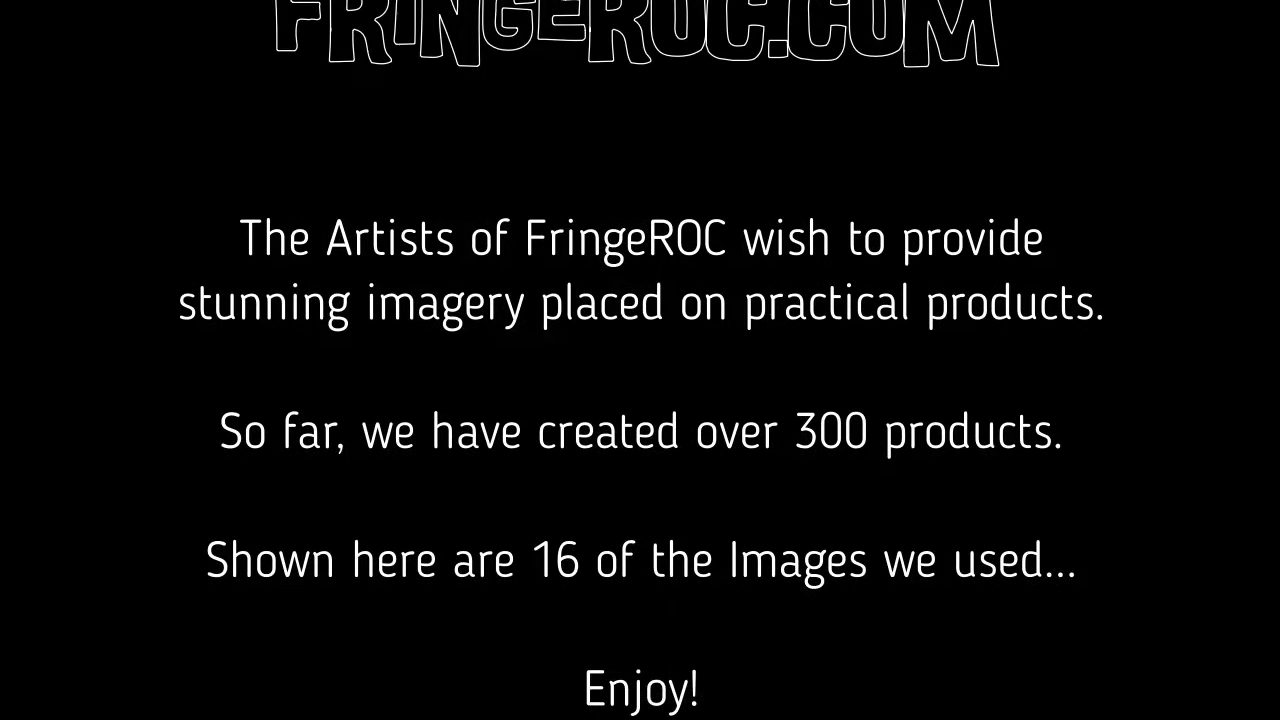 FRINGEROC.COM
The Artists of FringeROC wish to provide
stunning imagery placed on practical products.
So far, we have created over 300 products.
Shown here are 16 of the Images we used...
Enjoy!